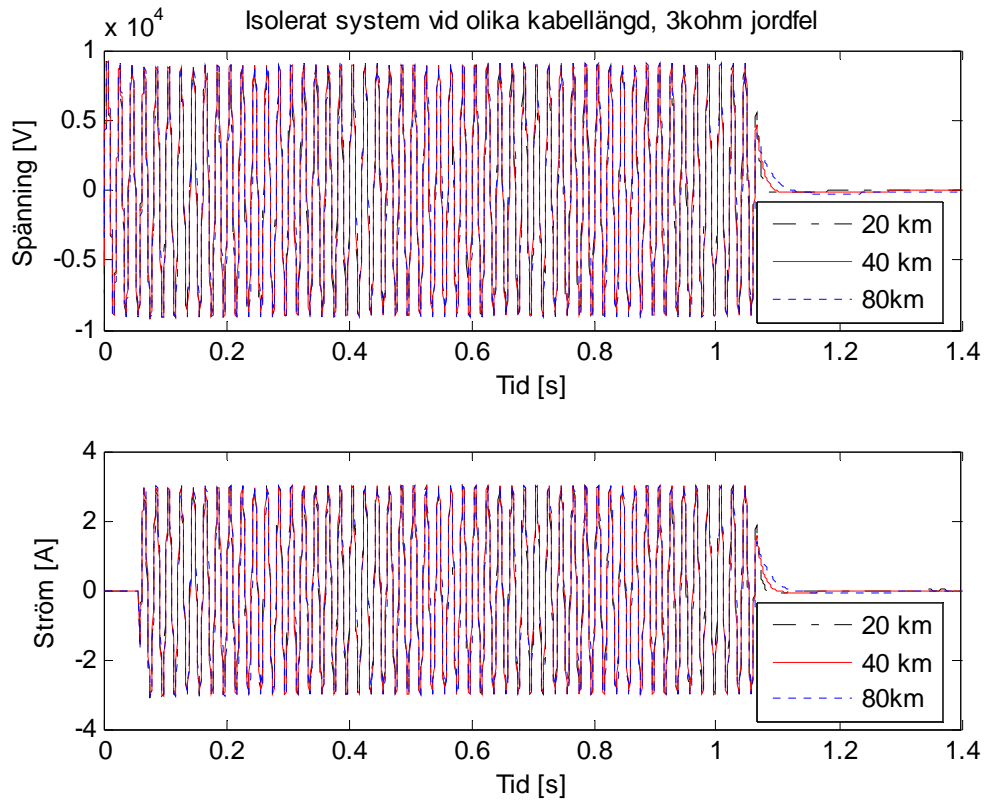 Isolerat system vid olika kabellängd, 3kohm jordfel
x 10^4
1
0.5
0
-0.5
-1
Spänning [V]
20 km
40 km
80km
0 0.2 0.4 0.6 0.8 1 1.2 1.4
Tid [s]
4
2
0
-2
-4
Ström [A]
20 km
40 km
80km
0 0.2 0.4 0.6 0.8 1 1.2 1.4
Tid [s]